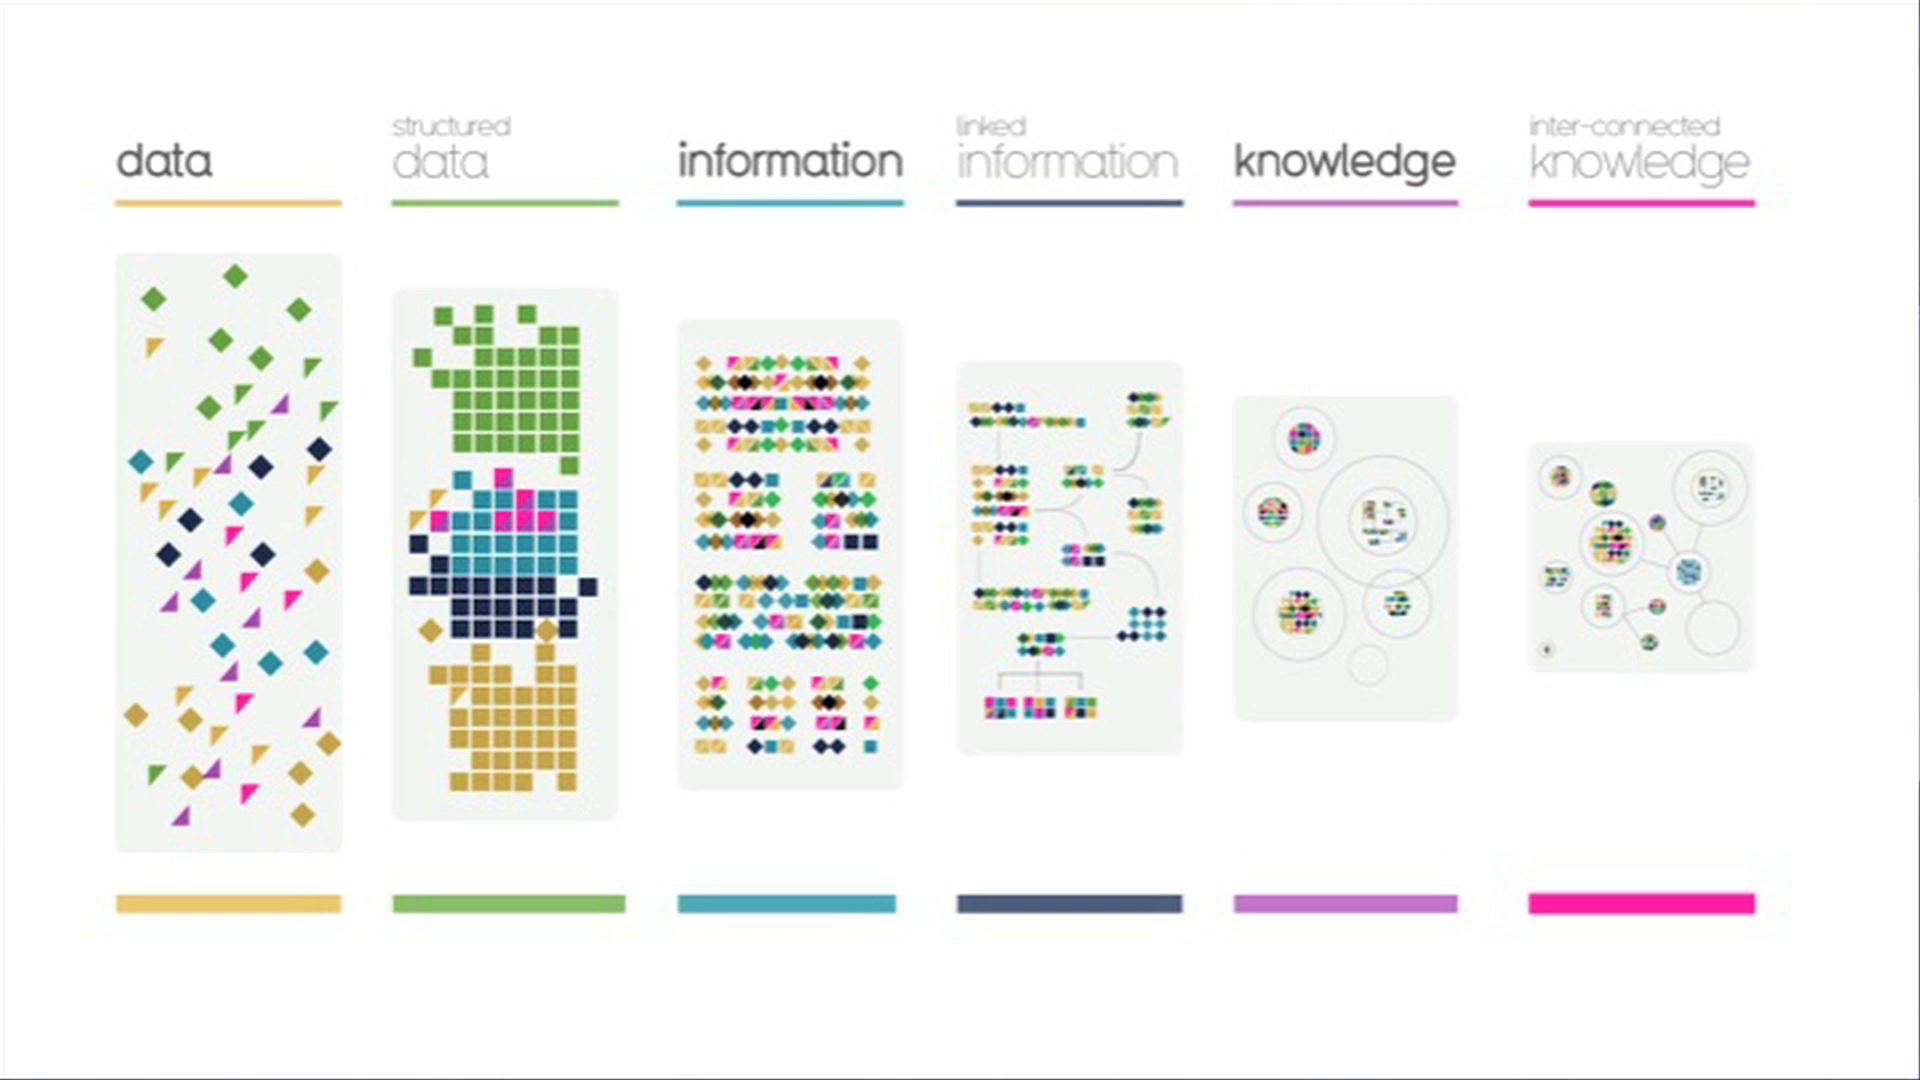 data
structured
data
information
linked
information
knowledge
inter-connected
knowledge